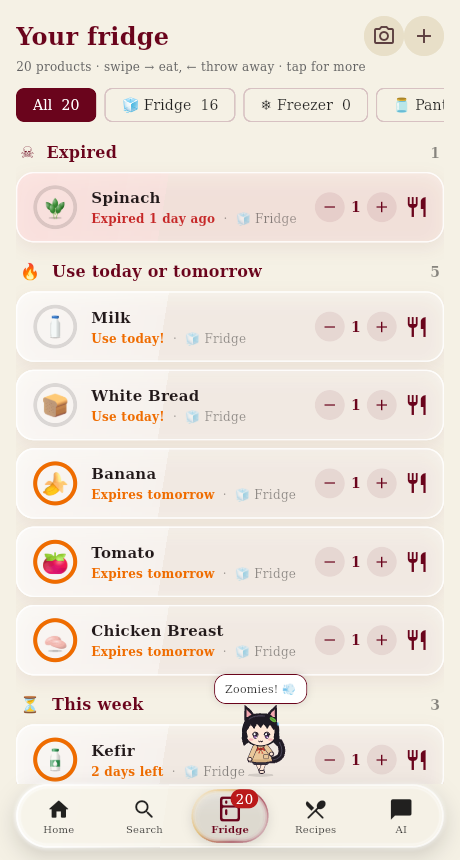 Your fridge
20 products · swipe → eat, ← throw away · tap for more
All 20
Fridge 16
Freezer 0
Pant
Expired 1
Spinach
Expired 1 day ago · Fridge
1
Use today or tomorrow 5
Milk
Use today! · Fridge
1
White Bread
Use today! · Fridge
1
Banana
Expires tomorrow · Fridge
1
Tomato
Expires tomorrow · Fridge
1
Chicken Breast
Expires tomorrow · Fridge
1
Zoomies!
This week 3
Kefir
2 days left · Fridge
1
20
Home
Search
Fridge
Recipes
AI